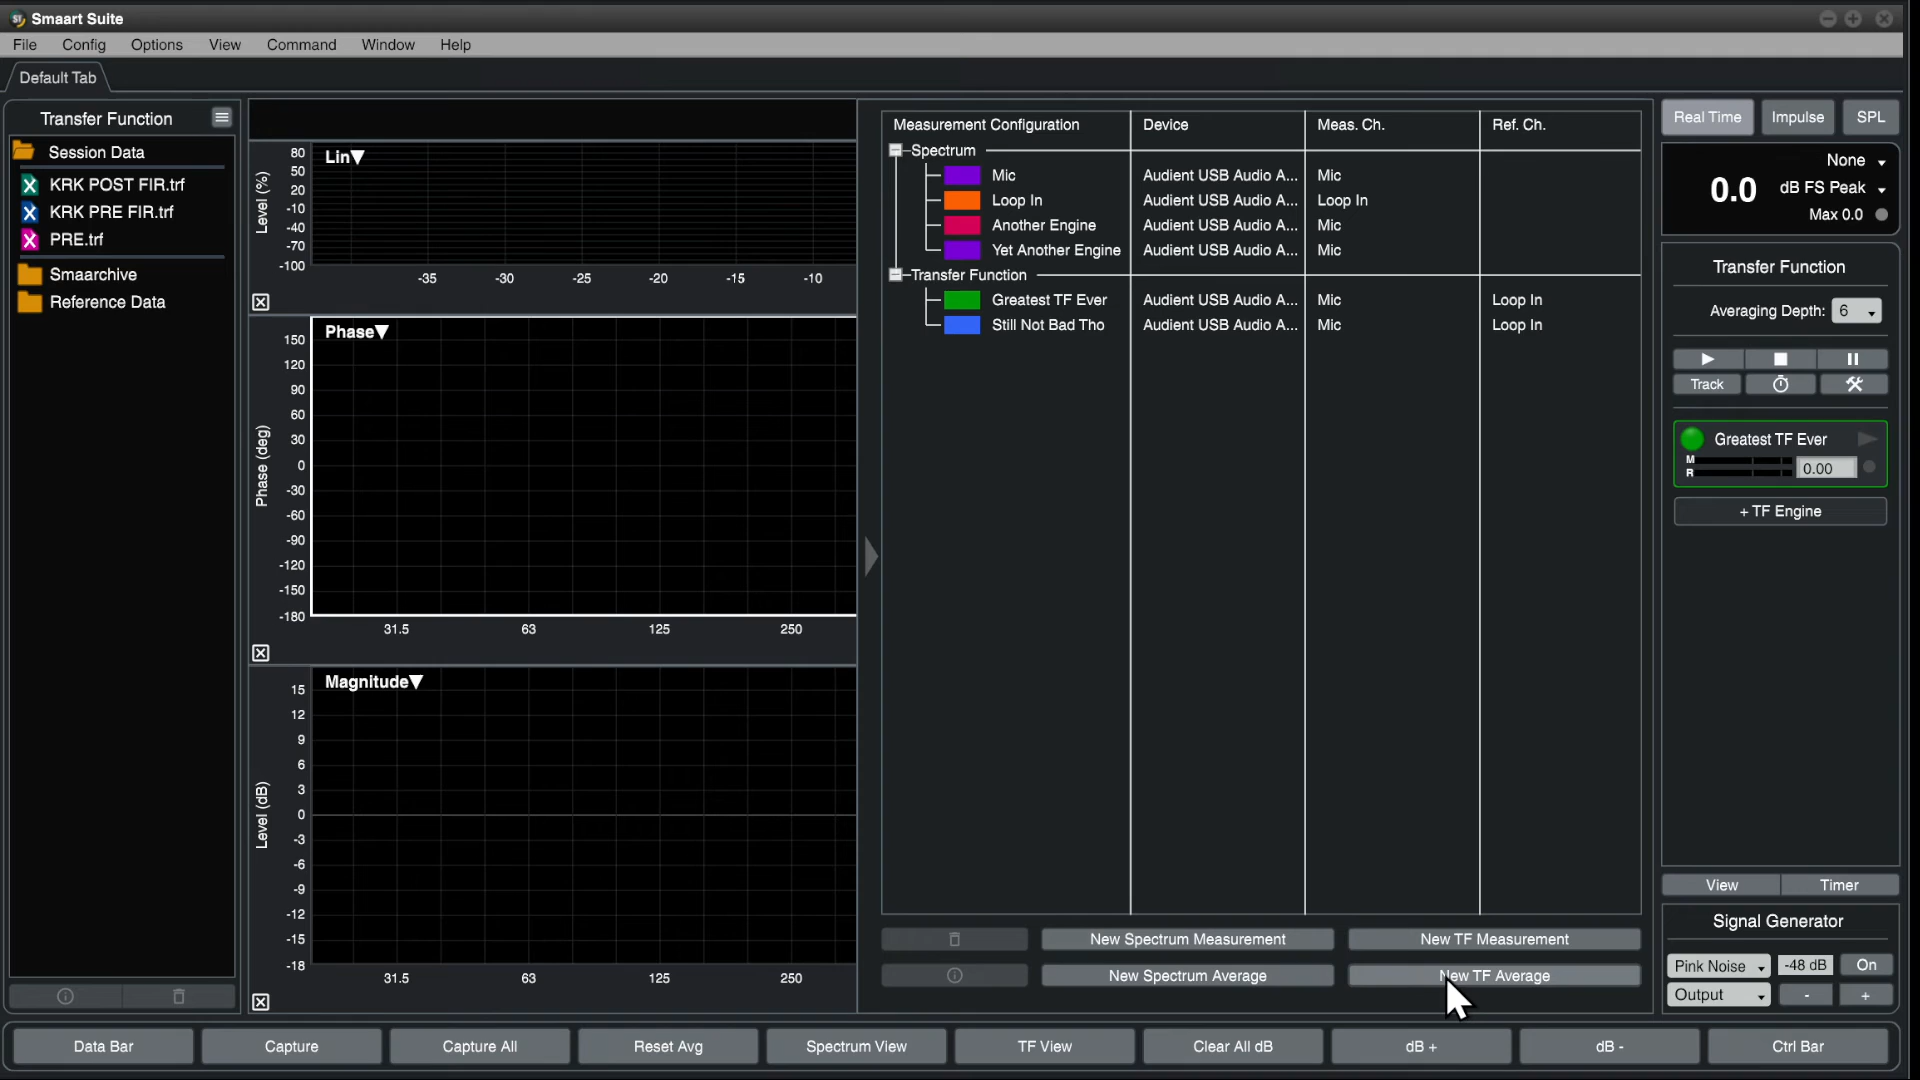 Smaart Suite
File Config Options View Command Window Help
Default Tab
Transfer Function
Session Data
KRK POST FIR.trf
KRK PRE FIR.trf
PRE.trf
Smaarchive
Reference Data
Lin▼
Level (%)
80
50
20
-10
-40
-70
-100
-35 -30 -25 -20 -15 -10
Phase▼
Phase (deg)
150
120
90
60
30
0
-30
-60
-90
-120
-150
-180
31.5 63 125 250
Magnitude▼
Level (dB)
15
12
9
6
3
0
-3
-6
-9
-12
-15
-18
31.5 63 125 250
Measurement Configuration Device Meas. Ch. Ref. Ch.
Spectrum
Mic Audient USB Audio A... Mic
Loop In Audient USB Audio A... Loop In
Another Engine Audient USB Audio A... Mic
Yet Another Engine Audient USB Audio A... Mic
Transfer Function
Greatest TF Ever Audient USB Audio A... Mic Loop In
Still Not Bad Tho Audient USB Audio A... Mic Loop In
New Spectrum Measurement New TF Measurement
New Spectrum Average New TF Average
Real Time Impulse SPL
None
0.0 dB FS Peak
Max 0.0
Transfer Function
Averaging Depth: 6
Track
Greatest TF Ever
M
R
0.00
+ TF Engine
View Timer
Signal Generator
Pink Noise -48 dB On
Output - +
Data Bar Capture Capture All Reset Avg Spectrum View TF View Clear All dB dB + dB - Ctrl Bar